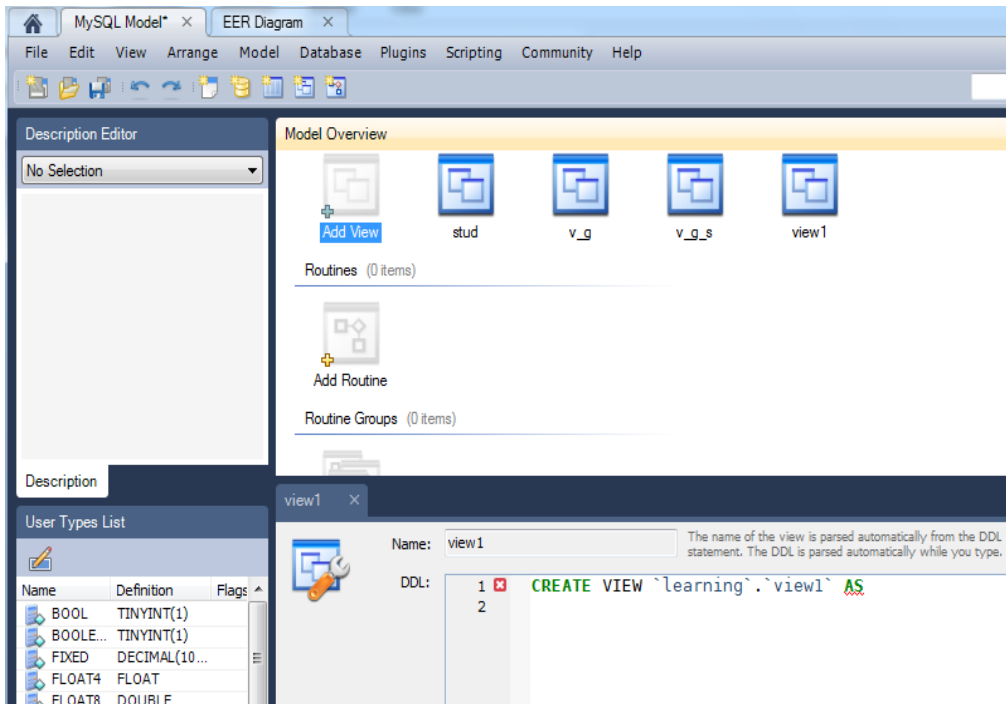 MySQL Model* × EER Diagram ×
File Edit View Arrange Model Database Plugins Scripting Community Help
Description Editor
No Selection
Description
User Types List
Name Definition Flags
BOOL TINYINT(1)
BOOLE... TINYINT(1)
FIXED DECIMAL(10...
FLOAT4 FLOAT
FLOAT8 DOUBLE
Model Overview
Add View stud v_g v_g_s view1
Routines (0 items)
Add Routine
Routine Groups (0 items)
view1 ×
Name: view1
The name of the view is parsed automatically from the DDL
statement. The DDL is parsed automatically while you type.
DDL:
1 CREATE VIEW `learning`.`view1` AS
2